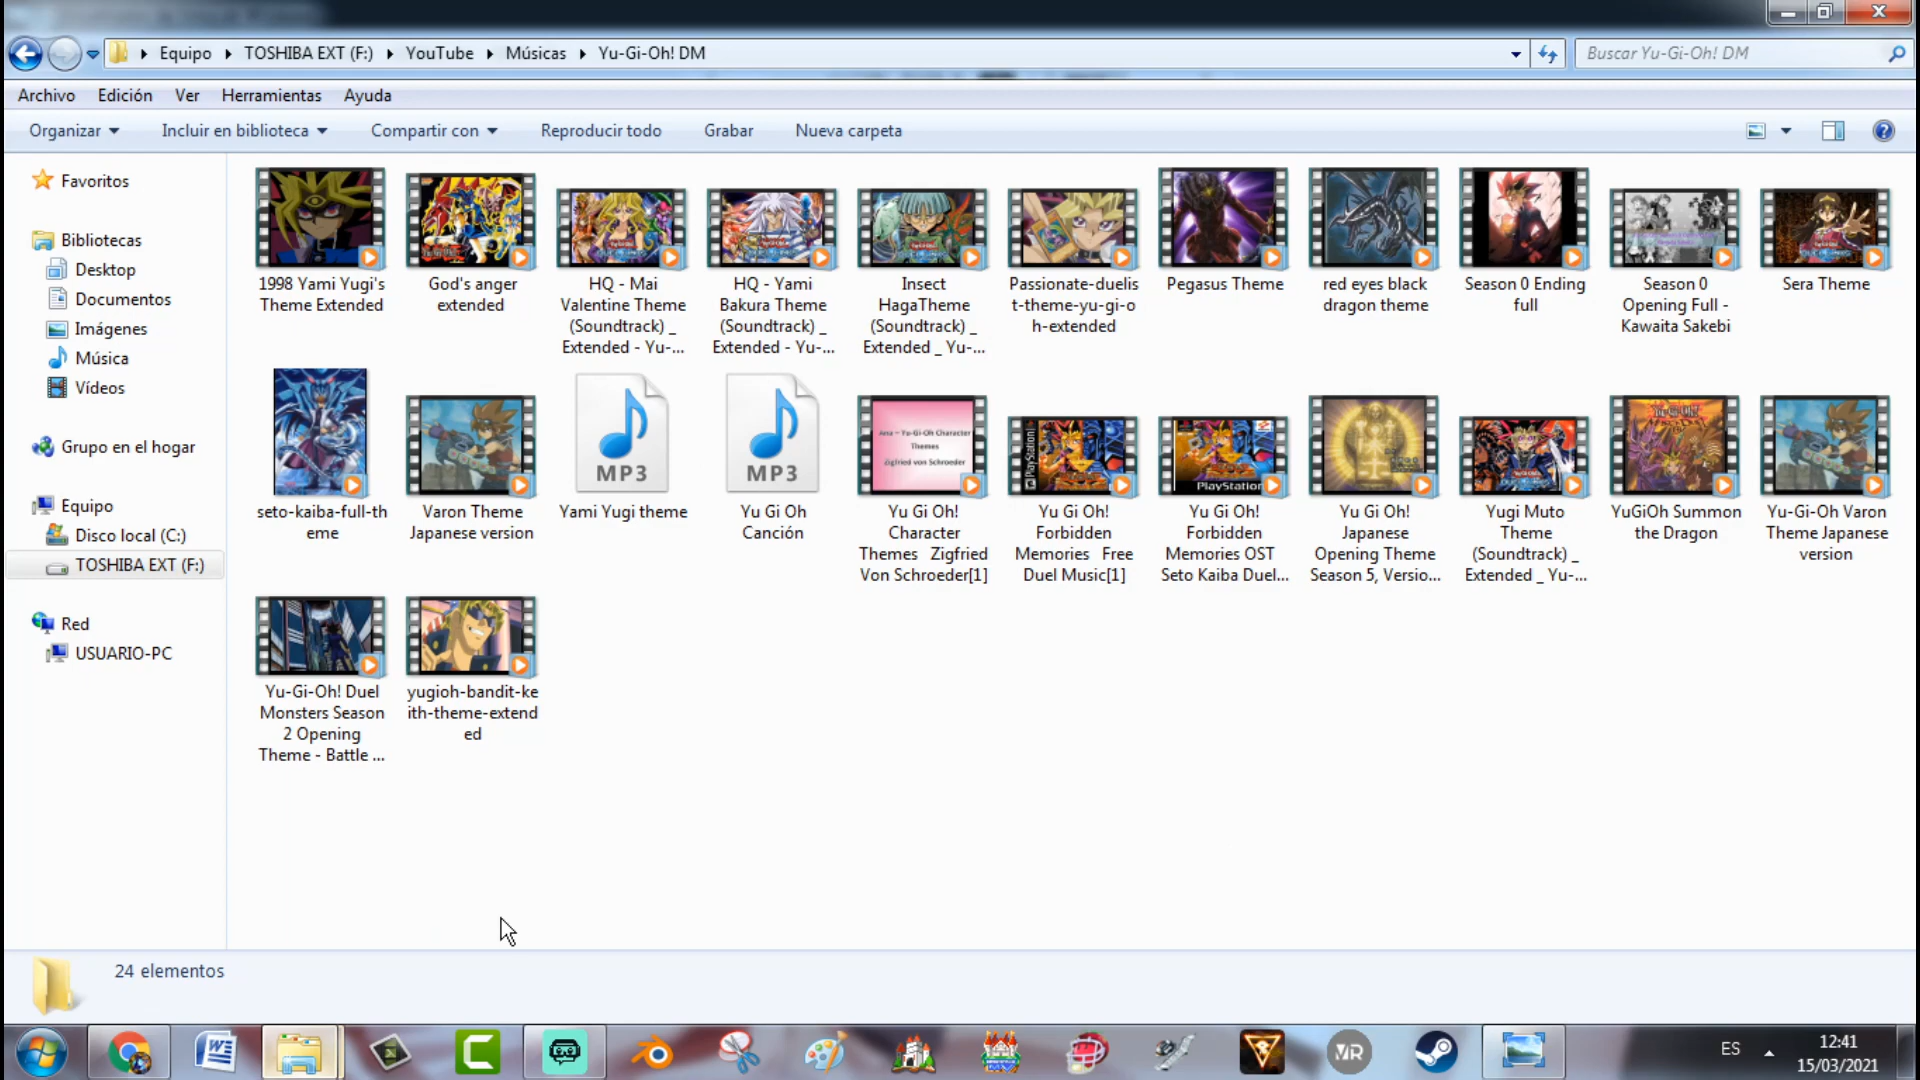 Equipo TOSHIBA EXT (F:) YouTube Músicas Yu-Gi-Oh! DM
Buscar Yu-Gi-Oh! DM
Archivo Edición Ver Herramientas Ayuda
Organizar Incluir en biblioteca Compartir con Reproducir todo Grabar Nueva carpeta
Favoritos
Bibliotecas
Desktop
Documentos
Imágenes
Música
Vídeos
Grupo en el hogar
Equipo
Disco local (C:)
TOSHIBA EXT (F:)
Red
USUARIO-PC
1998 Yami Yugi's
Theme Extended
God's anger
extended
HQ - Mai
Valentine Theme
(Soundtrack) _
Extended - Yu-...
HQ - Yami
Bakura Theme
(Soundtrack) _
Extended - Yu-...
Insect
HagaTheme
(Soundtrack) _
Extended _ Yu-...
Passionate-duelis
t-theme-yu-gi-o
h-extended
Pegasus Theme
red eyes black
dragon theme
Season 0 Ending
full
Season 0
Opening Full -
Kawaita Sakebi
Sera Theme
seto-kaiba-full-th
eme
Varon Theme
Japanese version
MP3
Yami Yugi theme
MP3
Yu Gi Oh
Canción
Yu-Gi-Oh Character
Themes
Zigfried von Schroeder
Yu Gi Oh!
Character
Themes Zigfried
Von Schroeder[1]
PlayStation
Yu Gi Oh!
Forbidden
Memories Free
Duel Music[1]
PlayStation
Yu Gi Oh!
Forbidden
Memories OST
Seto Kaiba Duel...
Yu Gi Oh!
Japanese
Opening Theme
Season 5, Versio...
Yugi Muto
Theme
(Soundtrack) _
Extended _ Yu-...
YuGiOh Summon
the Dragon
Yu-Gi-Oh Varon
Theme Japanese
version
Yu-Gi-Oh! Duel
Monsters Season
2 Opening
Theme - Battle ...
yugioh-bandit-ke
ith-theme-extend
ed
24 elementos
ES
12:41
15/03/2021